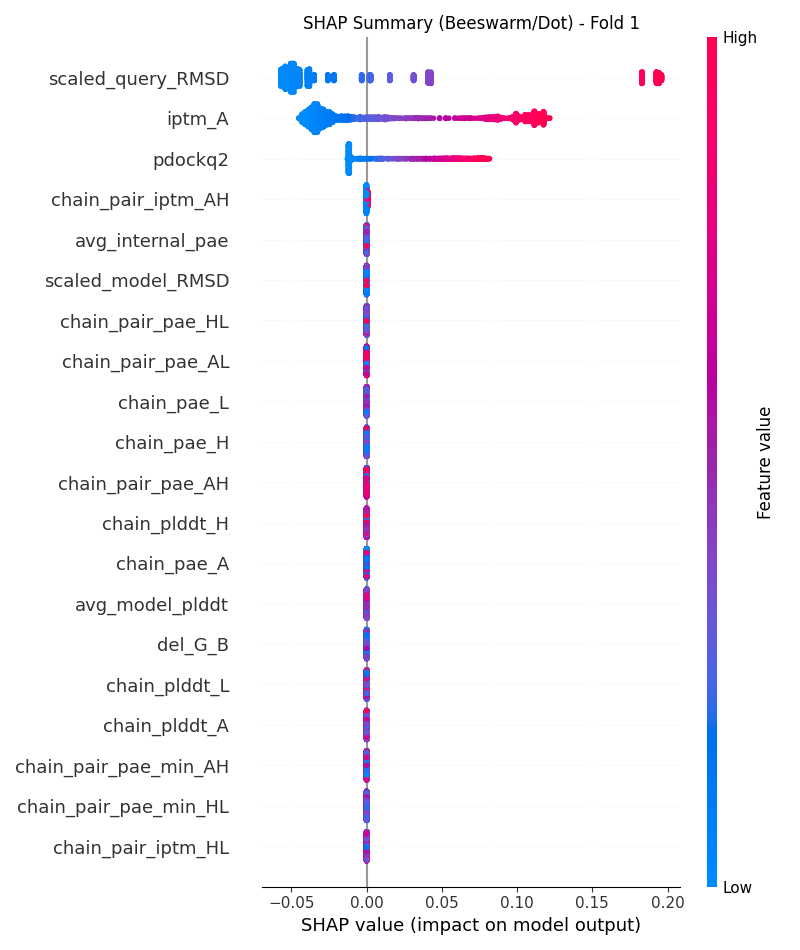 SHAP Summary (Beeswarm/Dot) - Fold 1
High
scaled_query_RMSD
iptm_A
pdockq2
chain_pair_iptm_AH
avg_internal_pae
scaled_model_RMSD
chain_pair_pae_HL
chain_pair_pae_AL
chain_pae_L
chain_pae_H
chain_pair_pae_AH
chain_plddt_H
chain_pae_A
avg_model_plddt
del_G_B
chain_plddt_L
chain_plddt_A
chain_pair_pae_min_AH
chain_pair_pae_min_HL
chain_pair_iptm_HL
Feature value
Low
−0.05 0.00 0.05 0.10 0.15 0.20
SHAP value (impact on model output)